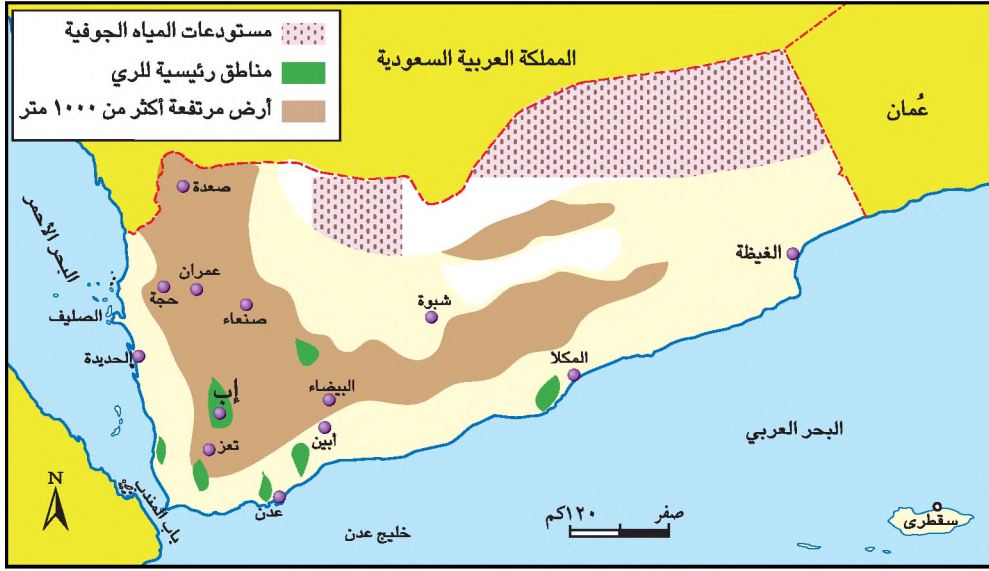 مستودعات المياه الجوفية
مناطق رئيسية للري
أرض مرتفعة أكثر من ١٠٠٠ متر
المملكة العربية السعودية
عُمان
صعدة
البحر الأحمر
عمران
حجة
صنعاء
الصليف
شبوة
الغيظة
الحديدة
المكلا
إب
البيضاء
أبين
تعز
البحر العربي
N
باب المندب
عدن
خليج عدن
صفر ١٢٠كم
سقطرى